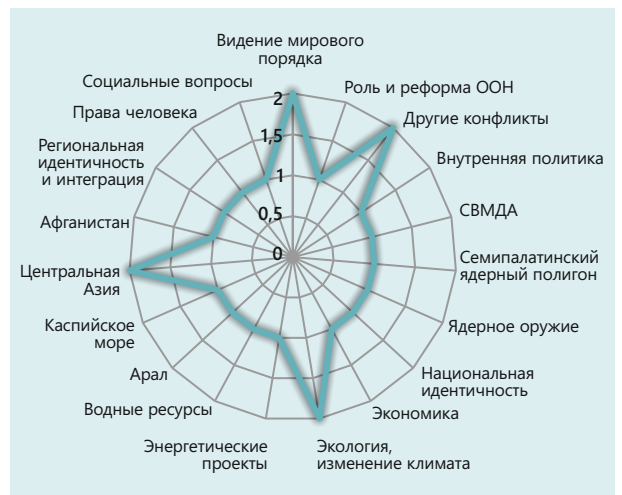 Видение мирового
порядка
Роль и реформа ООН
Другие конфликты
Внутренняя политика
СВМДА
Семипалатинский
ядерный полигон
Ядерное оружие
Национальная
идентичность
Экономика
Экология,
изменение климата
Энергетические
проекты
Водные ресурсы
Арал
Каспийское
море
Центральная
Азия
Афганистан
Региональная
идентичность
и интеграция
Права человека
Социальные вопросы
2
1,5
1
0,5
0